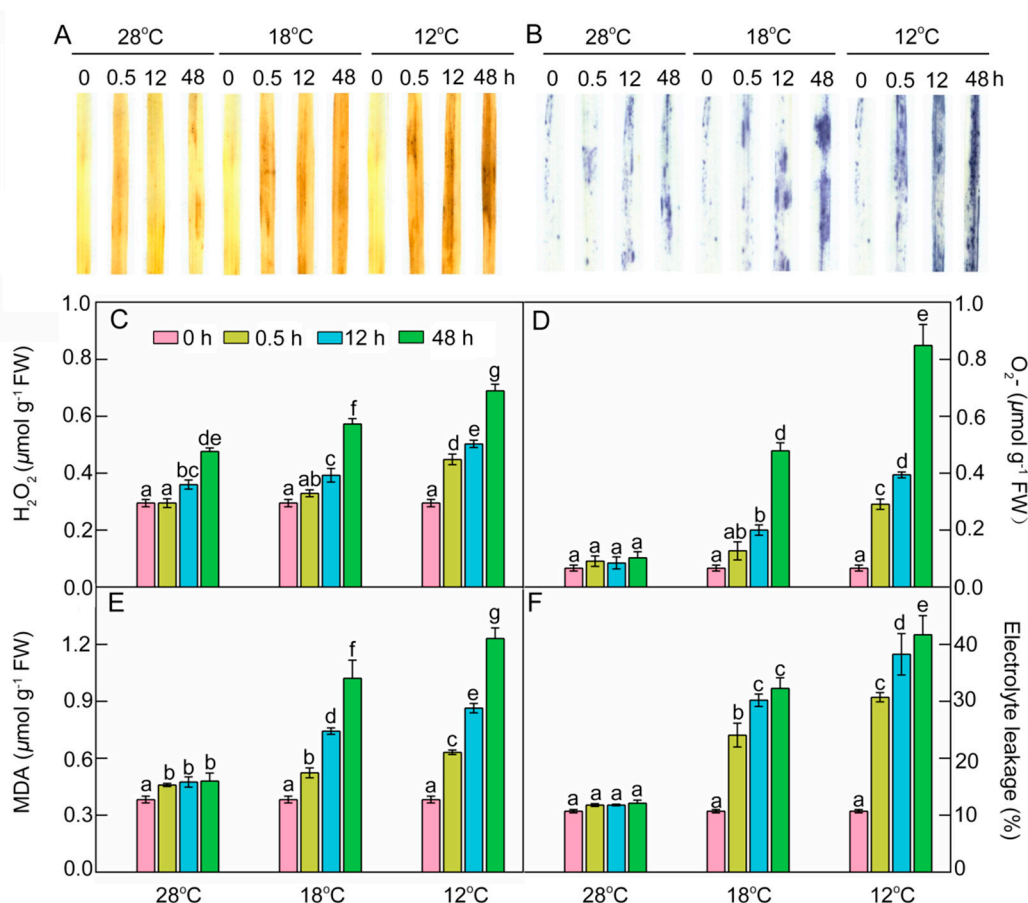 A
28°C 18°C 12°C
0 0.5 12 48 0 0.5 12 48 0 0.5 12 48 h
B
28°C 18°C 12°C
0 0.5 12 48 0 0.5 12 48 0 0.5 12 48 h
C
0 h 0.5 h 12 h 48 h
H₂O₂ (µmol g⁻¹ FW)
1.0
0.8
0.6
0.4
0.2
0.0
a a bc de a ab c f a d e g
D
O₂- (µmol g⁻¹ FW)
1.0
0.8
0.6
0.4
0.2
0.0
a a a a a ab b d a c d e
E
MDA (µmol g⁻¹ FW)
1.2
0.9
0.6
0.3
0.0
a b b b a b d f a c e g
28°C 18°C 12°C
F
Electrolyte leakage (%)
40
30
20
10
0
a a a a a b c c a c d e
28°C 18°C 12°C